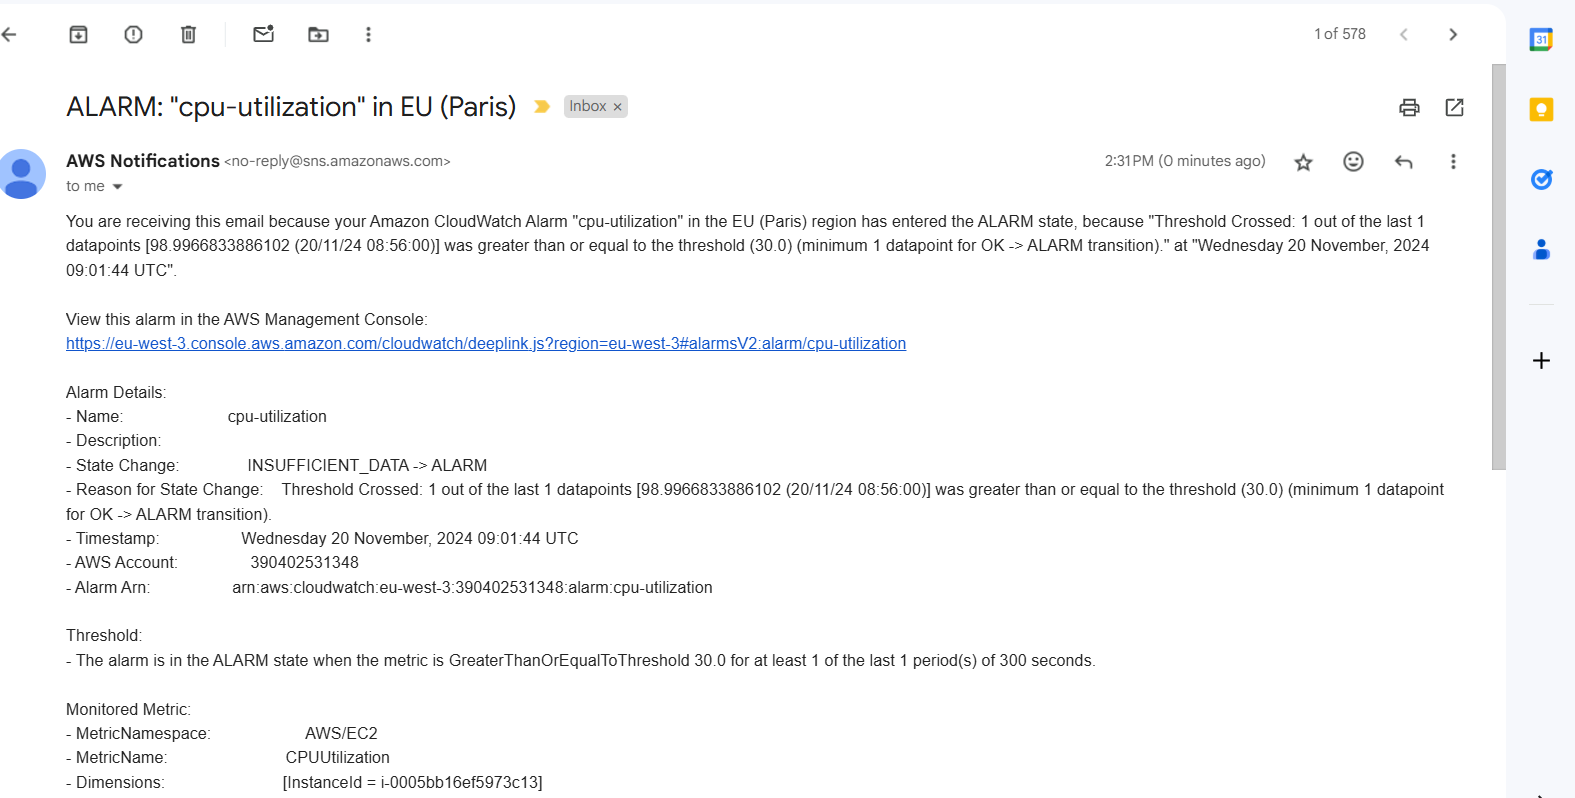 1 of 578
31
ALARM: "cpu-utilization" in EU (Paris) Inbox ×
AWS Notifications <no-reply@sns.amazonaws.com> 2:31 PM (0 minutes ago)
to me
You are receiving this email because your Amazon CloudWatch Alarm "cpu-utilization" in the EU (Paris) region has entered the ALARM state, because "Threshold Crossed: 1 out of the last 1
datapoints [98.9966833886102 (20/11/24 08:56:00)] was greater than or equal to the threshold (30.0) (minimum 1 datapoint for OK -> ALARM transition)." at "Wednesday 20 November, 2024
09:01:44 UTC".
View this alarm in the AWS Management Console:
https://eu-west-3.console.aws.amazon.com/cloudwatch/deeplink.js?region=eu-west-3#alarmsV2:alarm/cpu-utilization
Alarm Details:
- Name: cpu-utilization
- Description:
- State Change: INSUFFICIENT_DATA -> ALARM
- Reason for State Change: Threshold Crossed: 1 out of the last 1 datapoints [98.9966833886102 (20/11/24 08:56:00)] was greater than or equal to the threshold (30.0) (minimum 1 datapoint
for OK -> ALARM transition).
- Timestamp: Wednesday 20 November, 2024 09:01:44 UTC
- AWS Account: 390402531348
- Alarm Arn: arn:aws:cloudwatch:eu-west-3:390402531348:alarm:cpu-utilization
Threshold:
- The alarm is in the ALARM state when the metric is GreaterThanOrEqualToThreshold 30.0 for at least 1 of the last 1 period(s) of 300 seconds.
Monitored Metric:
- MetricNamespace: AWS/EC2
- MetricName: CPUUtilization
- Dimensions: [InstanceId = i-0005bb16ef5973c13]